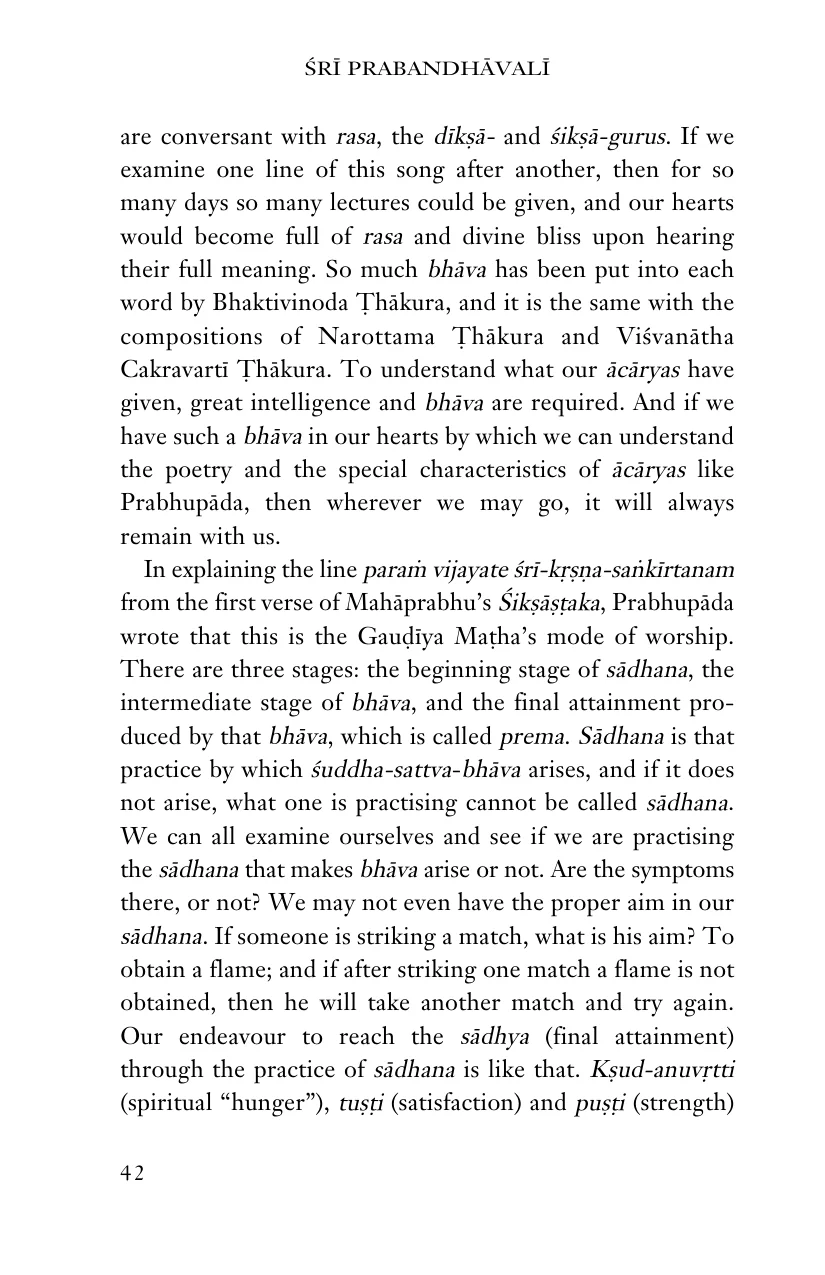 ŚRĪ PRABANDHĀVALĪ
are conversant with rasa, the dīkṣā- and śikṣā-gurus. If we
examine one line of this song after another, then for so
many days so many lectures could be given, and our hearts
would become full of rasa and divine bliss upon hearing
their full meaning. So much bhāva has been put into each
word by Bhaktivinoda Ṭhākura, and it is the same with the
compositions of Narottama Ṭhākura and Viśvanātha
Cakravartī Ṭhākura. To understand what our ācāryas have
given, great intelligence and bhāva are required. And if we
have such a bhāva in our hearts by which we can understand
the poetry and the special characteristics of ācāryas like
Prabhupāda, then wherever we may go, it will always
remain with us.
In explaining the line paraṁ vijayate śrī-kṛṣṇa-saṅkīrtanam
from the first verse of Mahāprabhu’s Śikṣāṣṭaka, Prabhupāda
wrote that this is the Gauḍīya Maṭha’s mode of worship.
There are three stages: the beginning stage of sādhana, the
intermediate stage of bhāva, and the final attainment pro-
duced by that bhāva, which is called prema. Sādhana is that
practice by which śuddha-sattva-bhāva arises, and if it does
not arise, what one is practising cannot be called sādhana.
We can all examine ourselves and see if we are practising
the sādhana that makes bhāva arise or not. Are the symptoms
there, or not? We may not even have the proper aim in our
sādhana. If someone is striking a match, what is his aim? To
obtain a flame; and if after striking one match a flame is not
obtained, then he will take another match and try again.
Our endeavour to reach the sādhya (final attainment)
through the practice of sādhana is like that. Kṣud-anuvṛtti
(spiritual “hunger”), tuṣṭi (satisfaction) and puṣṭi (strength)
42